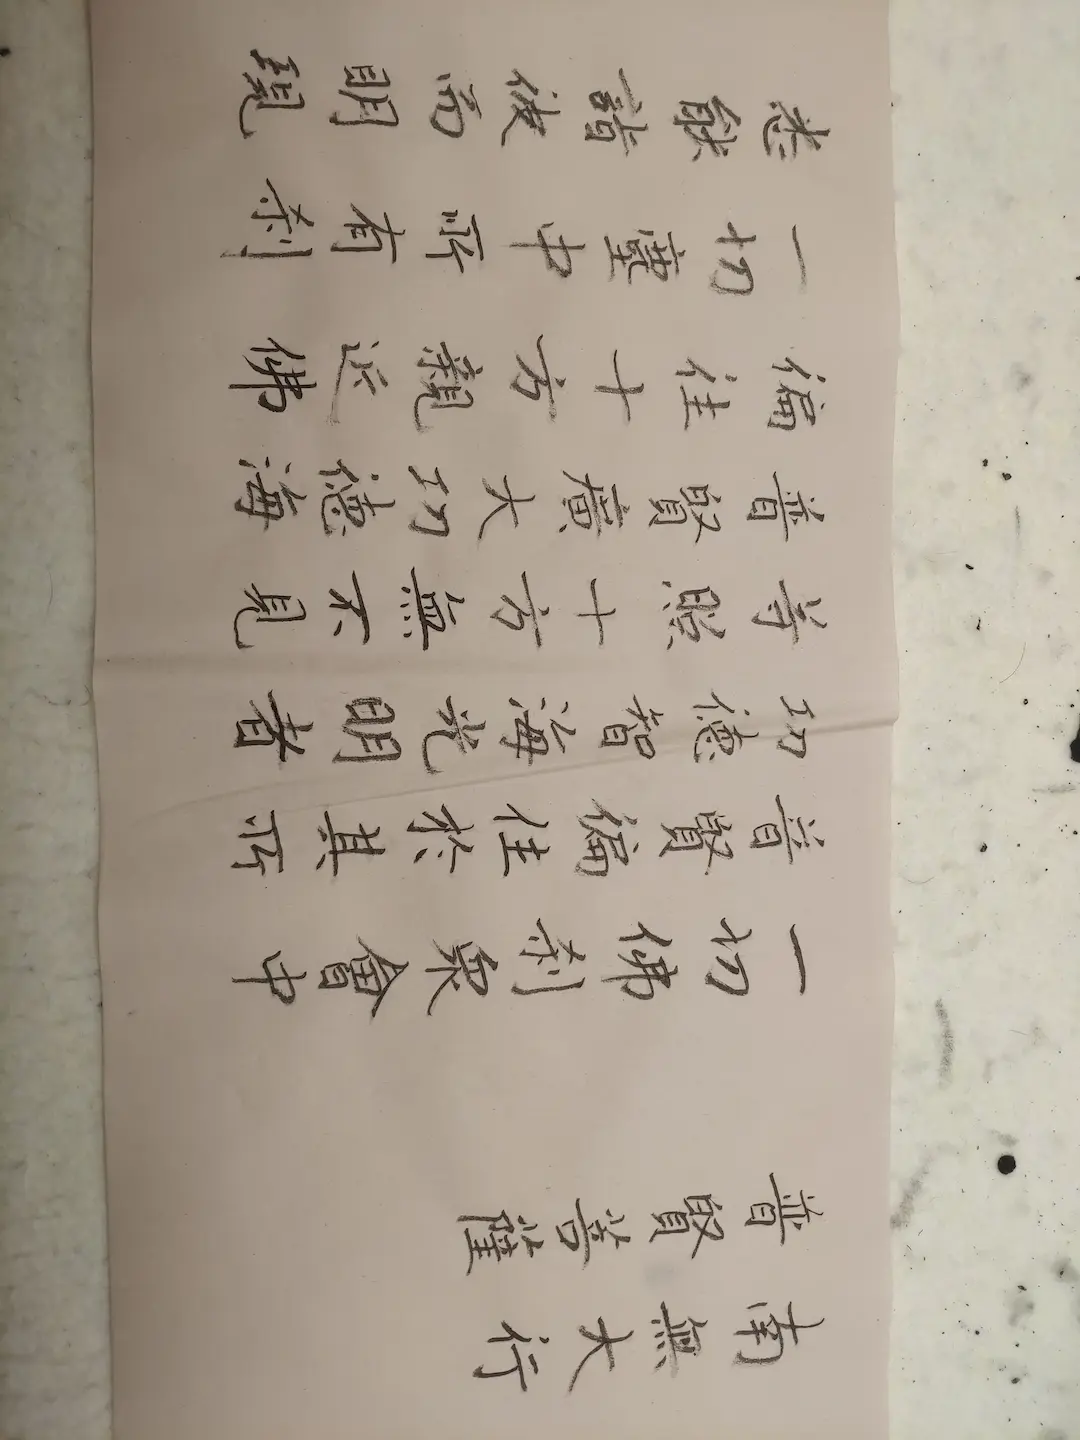 南無大行
普賢菩薩
一切佛剎衆會中
普賢徧住於其所
功德智海光明者
等照十方無不見
普賢廣大功德海
徧往十方親近佛
一切塵中所有剎
悉能詣彼而明現